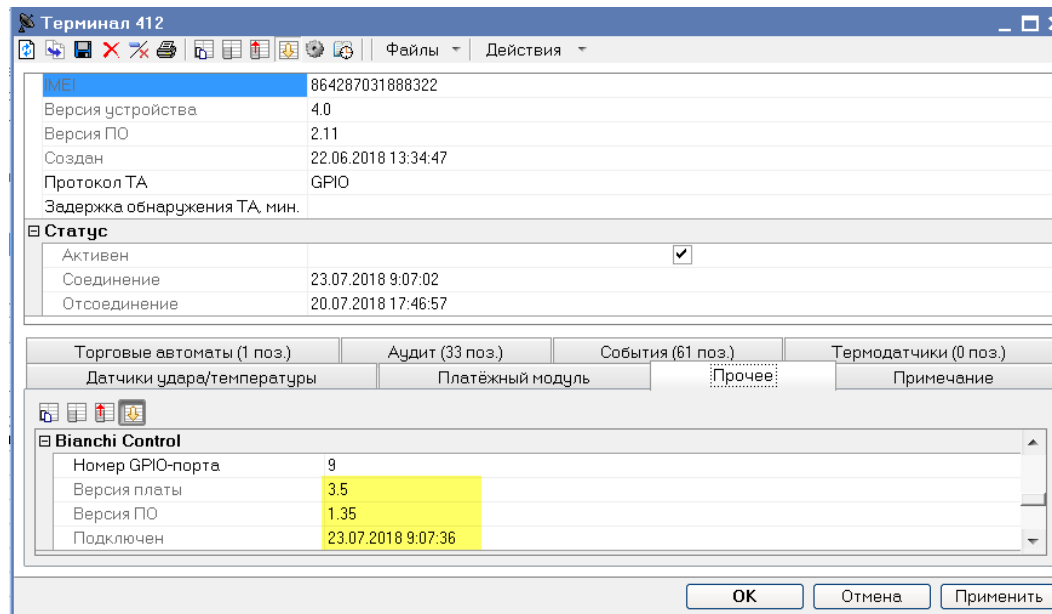 Терминал 412
Файлы Действия
IMEI 864287031888322
Версия устройства 4.0
Версия ПО 2.11
Создан 22.06.2018 13:34:47
Протокол ТА GPIO
Задержка обнаружения ТА, мин.
Статус
Активен
Соединение 23.07.2018 9:07:02
Отсоединение 20.07.2018 17:46:57
Торговые автоматы (1 поз.) Аудит (33 поз.) События (61 поз.) Термодатчики (0 поз.)
Датчики удара/температуры Платёжный модуль Прочее Примечание
Bianchi Control
Номер GPIO-порта 9
Версия платы 3.5
Версия ПО 1.35
Подключен 23.07.2018 9:07:36
OK Отмена Применить